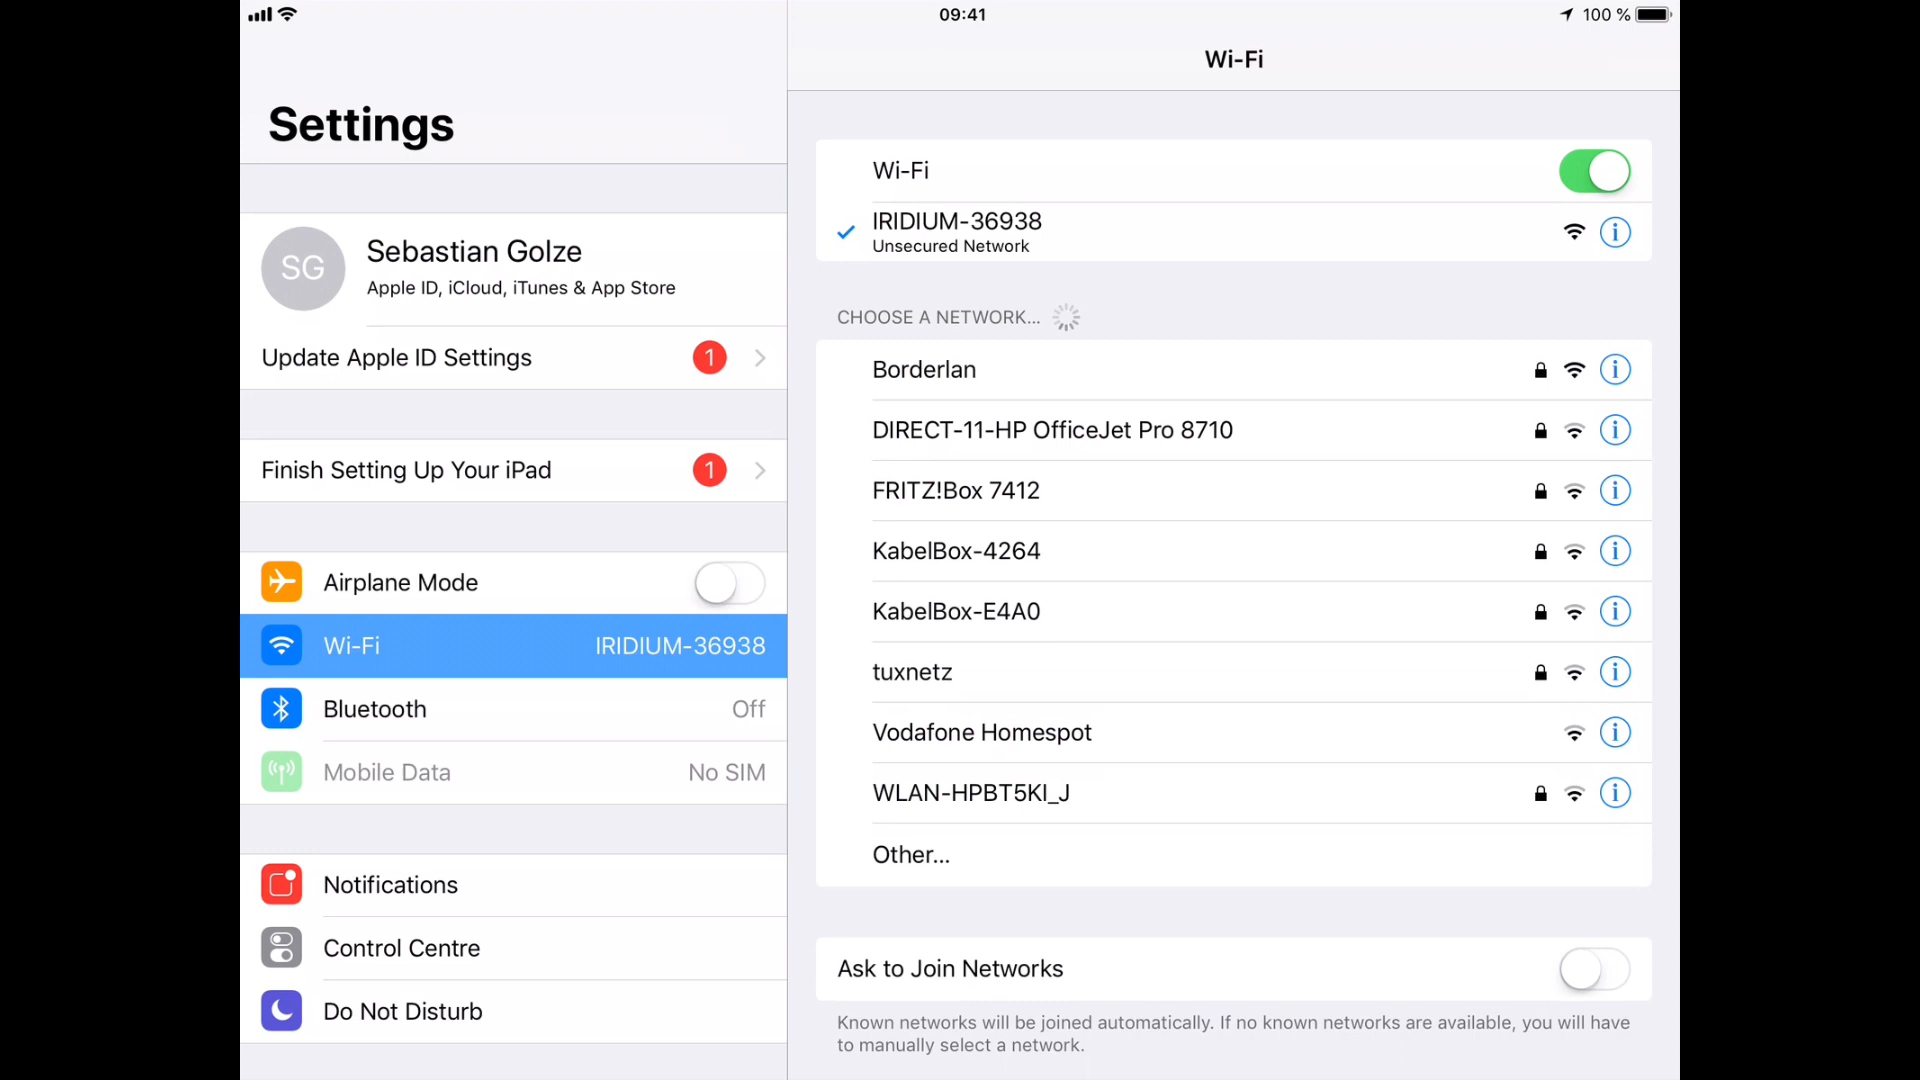 09:41
100 %
Settings
Wi-Fi
SG
Sebastian Golze
Apple ID, iCloud, iTunes & App Store
Update Apple ID Settings
1
Finish Setting Up Your iPad
1
Airplane Mode
Wi-Fi
IRIDIUM-36938
Bluetooth
Off
Mobile Data
No SIM
Notifications
Control Centre
Do Not Disturb
Wi-Fi
IRIDIUM-36938
Unsecured Network
CHOOSE A NETWORK...
Borderlan
DIRECT-11-HP OfficeJet Pro 8710
FRITZ!Box 7412
KabelBox-4264
KabelBox-E4A0
tuxnetz
Vodafone Homespot
WLAN-HPBT5KI_J
Other...
Ask to Join Networks
Known networks will be joined automatically. If no known networks are available, you will have
to manually select a network.